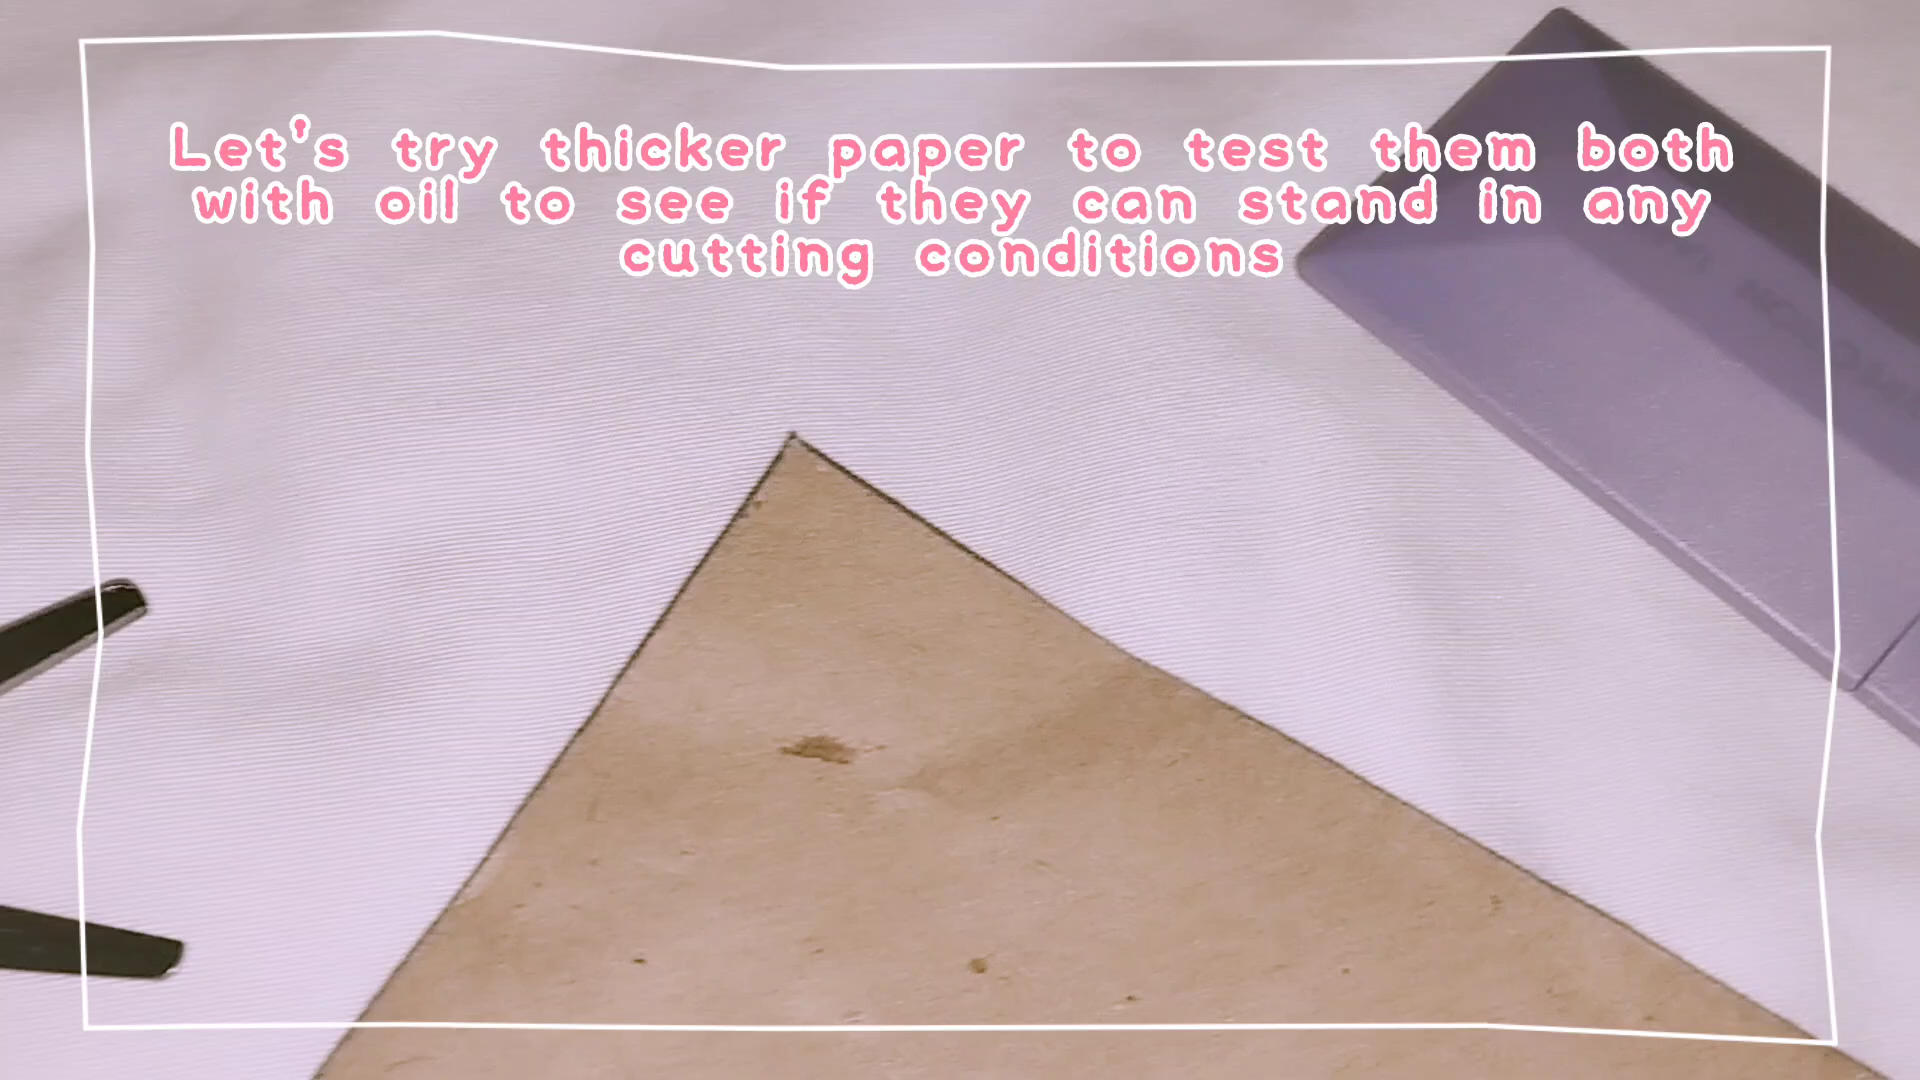 Let's try thicker paper to test them both
with oil to see if they can stand in any
cutting conditions